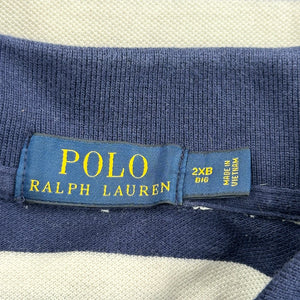 POLO
RALPH LAUREN
2XB
BIG
MADE IN
VIETNAM